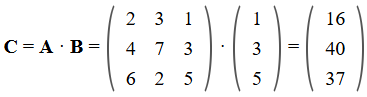 C = A · B = ( 2 3 1 ; 4 7 3 ; 6 2 5 ) · ( 1 ; 3 ; 5 ) = ( 16 ; 40 ; 37 )